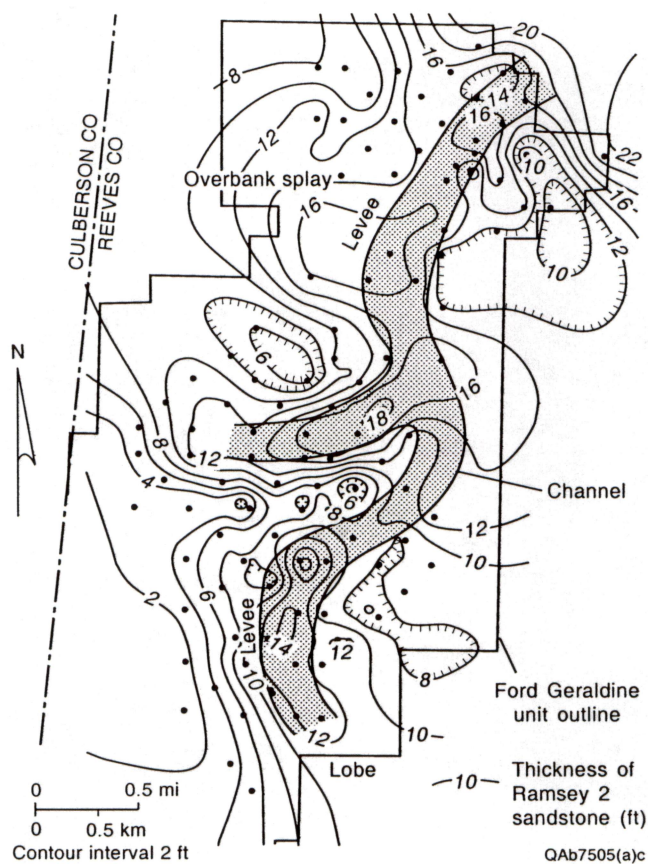 20
8
16
14
16
12
10
22
CULBERSON CO
REEVES CO
Overbank splay
16
16
Levee
12
10
N
6
16
18
12
8
4
6
8
Channel
12
10
2
6
Levee
14
12
10
8
Ford Geraldine
unit outline
12
10
Lobe
10 Thickness of
Ramsey 2
sandstone (ft)
0 0.5 mi
0 0.5 km
Contour interval 2 ft
QAb7505(a)c